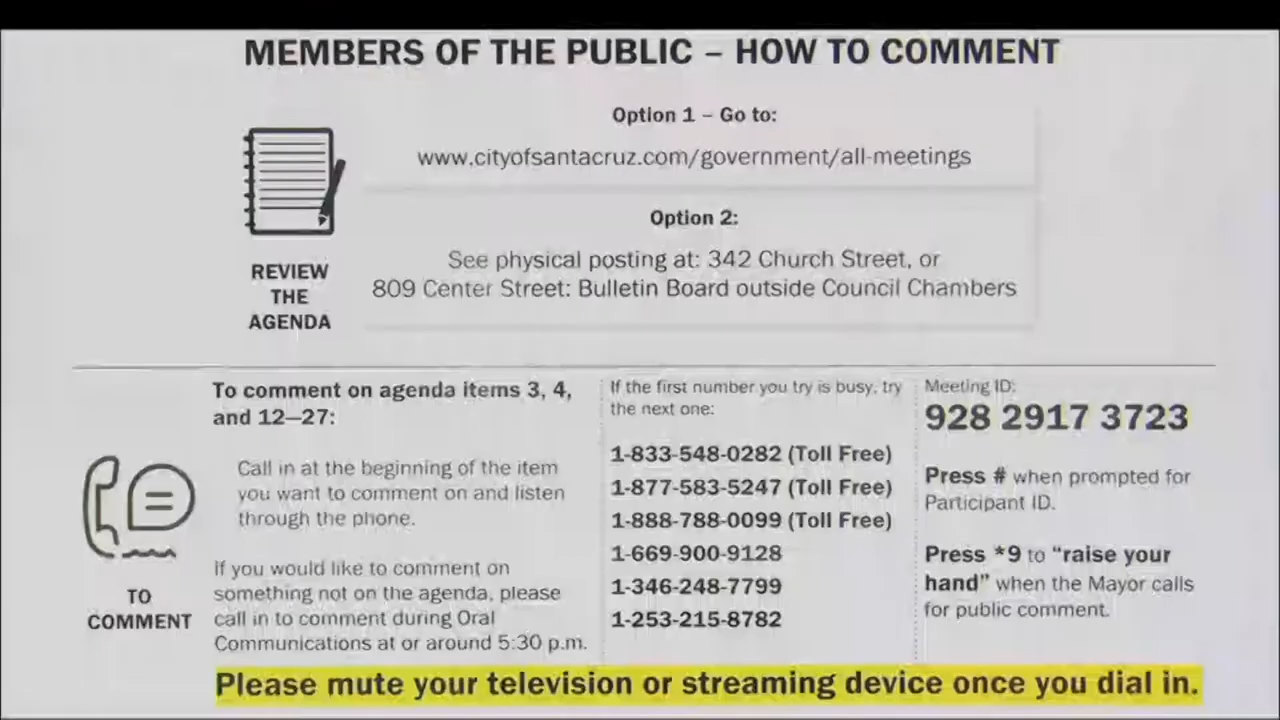 MEMBERS OF THE PUBLIC – HOW TO COMMENT
Option 1 – Go to:
www.cityofsantacruz.com/government/all-meetings
Option 2:
See physical posting at: 342 Church Street, or
809 Center Street: Bulletin Board outside Council Chambers
REVIEW
THE
AGENDA
To comment on agenda items 3, 4,
and 12–27:
Call in at the beginning of the item
you want to comment on and listen
through the phone.
If you would like to comment on
something not on the agenda, please
call in to comment during Oral
Communications at or around 5:30 p.m.
TO
COMMENT
If the first number you try is busy, try
the next one:
1-833-548-0282 (Toll Free)
1-877-583-5247 (Toll Free)
1-888-788-0099 (Toll Free)
1-669-900-9128
1-346-248-7799
1-253-215-8782
Meeting ID:
928 2917 3723
Press # when prompted for
Participant ID.
Press *9 to “raise your
hand” when the Mayor calls
for public comment.
Please mute your television or streaming device once you dial in.